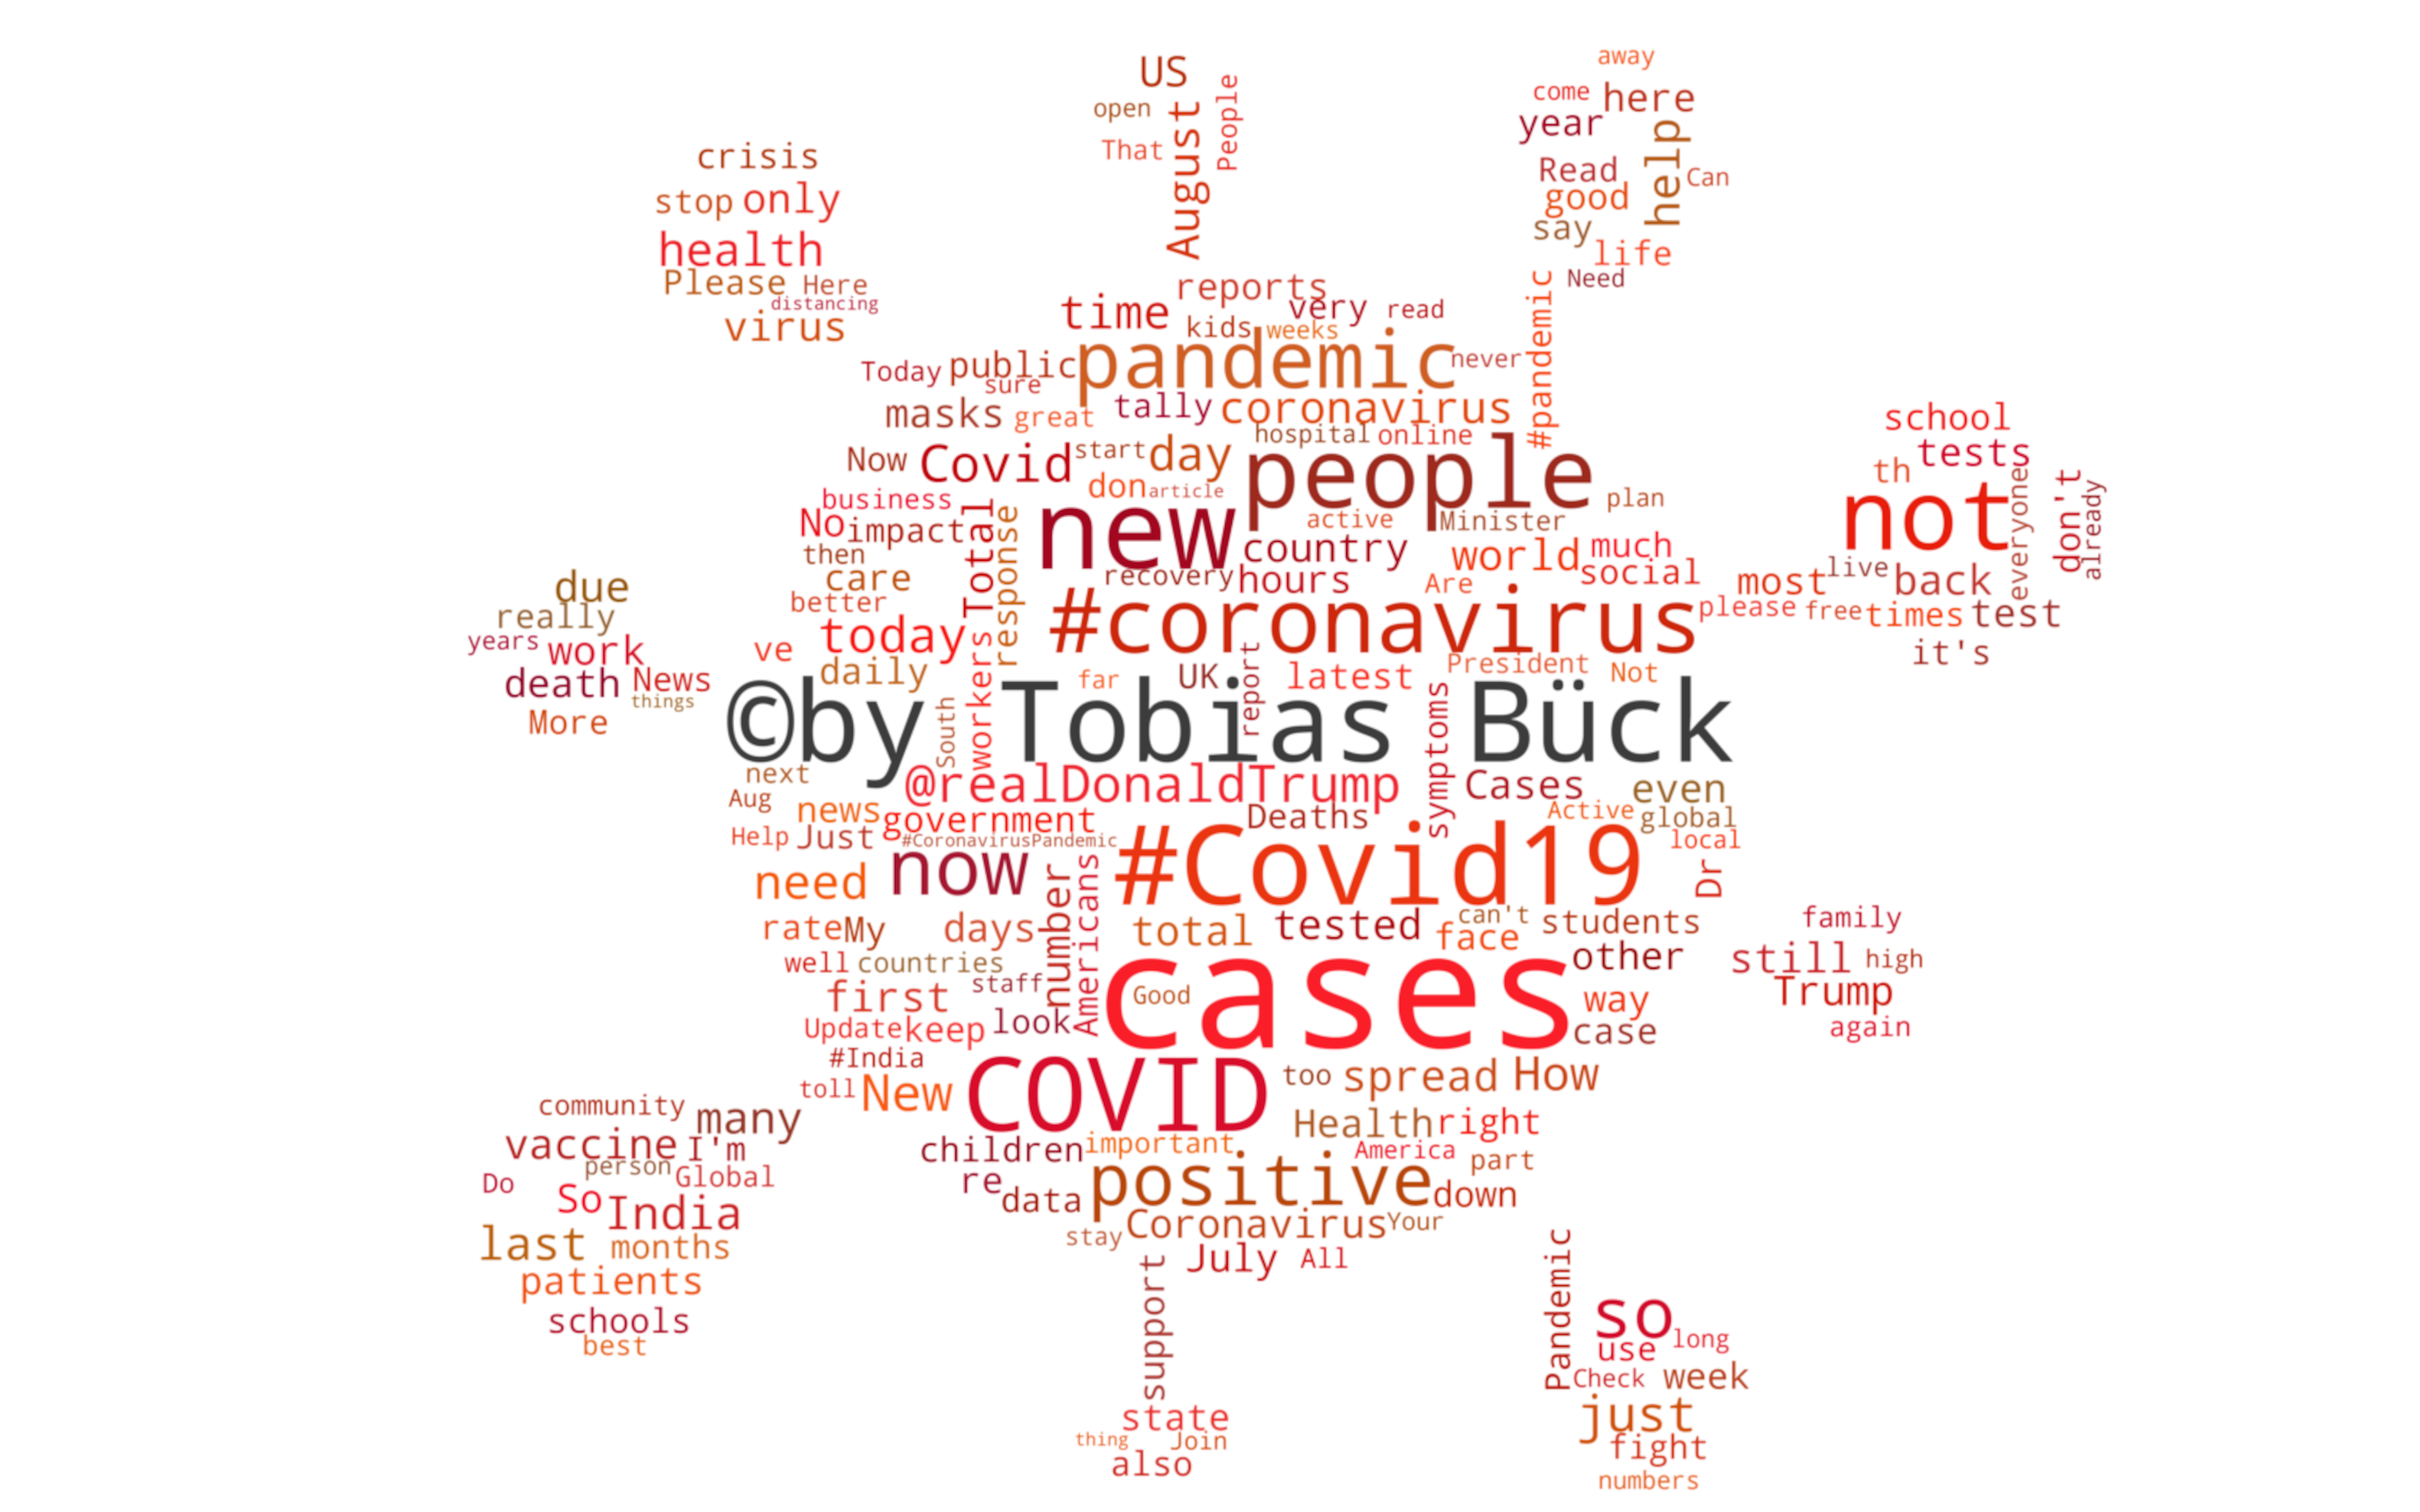 away
US
come here
open August People
year
That
help
crisis
Read Can
stop only
good
say
health
life
Please Here
Need
distancing
reports
virus
time
very read
#pandemic
kids weeks
pandemic
never
Today public
sure
masks great
tally coronavirus
school
hospital online
Now Covid
start day
people
th tests
don article
not
everyone don't already
business
Total response
new
active Minister plan
No impact
country
world much
then
care
recovery hours
Are social
most live back
due
better
#coronavirus
please free times test
really
today
years work
ve
workers
report
it's
daily
far UK latest
President Not
death News
things
©by Tobias Bück
South
symptoms
More
next
@realDonaldTrump
Cases even
Aug
news government
Deaths
Active global
Help Just
#CoronavirusPandemic
#Covid19
local
need now
Dr
number Americans
rate My days
total tested
can't students
face
family
well countries
other
still high
staff
cases
first
Good
way
Trump
Update keep look
case
again
#India
toll New
COVID
too spread How
community many
vaccine I'm
Health right
children important
America part
person Global
Do
re
positive
So India
data
down
last months
Coronavirus Your
stay
July All
patients
support
Pandemic
schools
so
best
use long
Check week
state
just
thing Join
fight
also
numbers